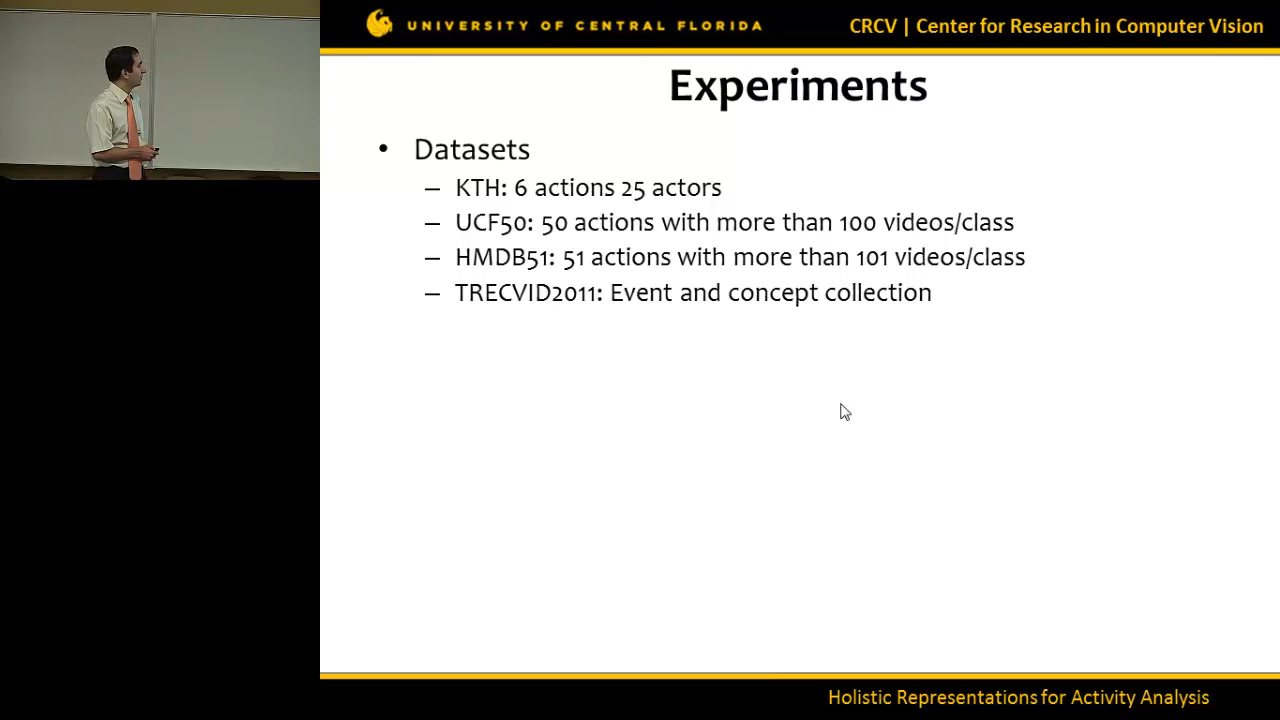 UNIVERSITY OF CENTRAL FLORIDA
CRCV | Center for Research in Computer Vision
Experiments
• Datasets
– KTH: 6 actions 25 actors
– UCF50: 50 actions with more than 100 videos/class
– HMDB51: 51 actions with more than 101 videos/class
– TRECVID2011: Event and concept collection
Holistic Representations for Activity Analysis